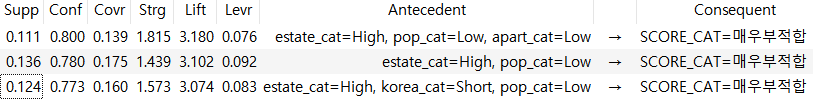 Supp Conf Covr Strg Lift Levr Antecedent Consequent
0.111 0.800 0.139 1.815 3.180 0.076 estate_cat=High, pop_cat=Low, apart_cat=Low → SCORE_CAT=매우부적합
0.136 0.780 0.175 1.439 3.102 0.092 estate_cat=High, pop_cat=Low → SCORE_CAT=매우부적합
0.124 0.773 0.160 1.573 3.074 0.083 estate_cat=High, korea_cat=Short, pop_cat=Low → SCORE_CAT=매우부적합